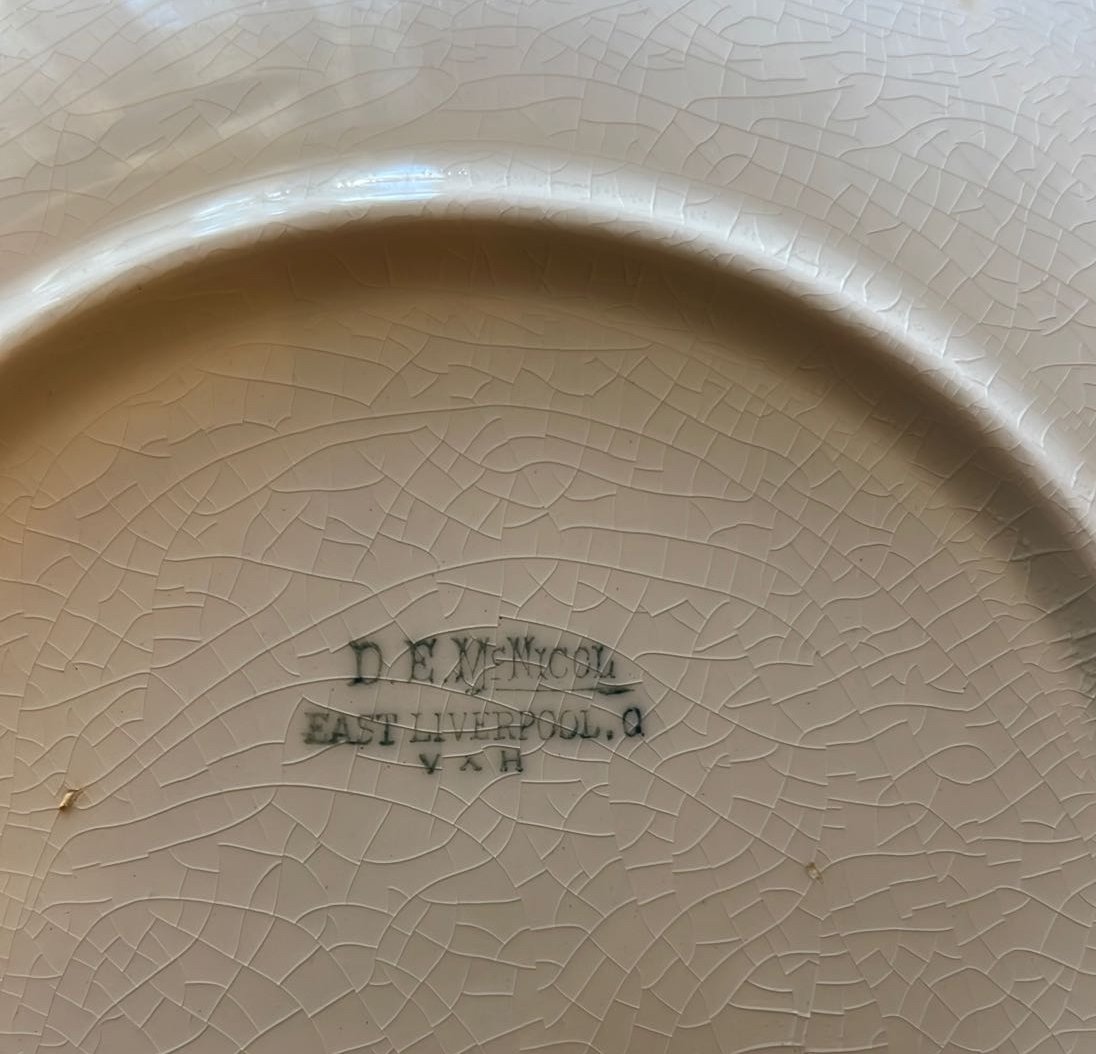 D. E. McNICOL
EAST LIVERPOOL, O